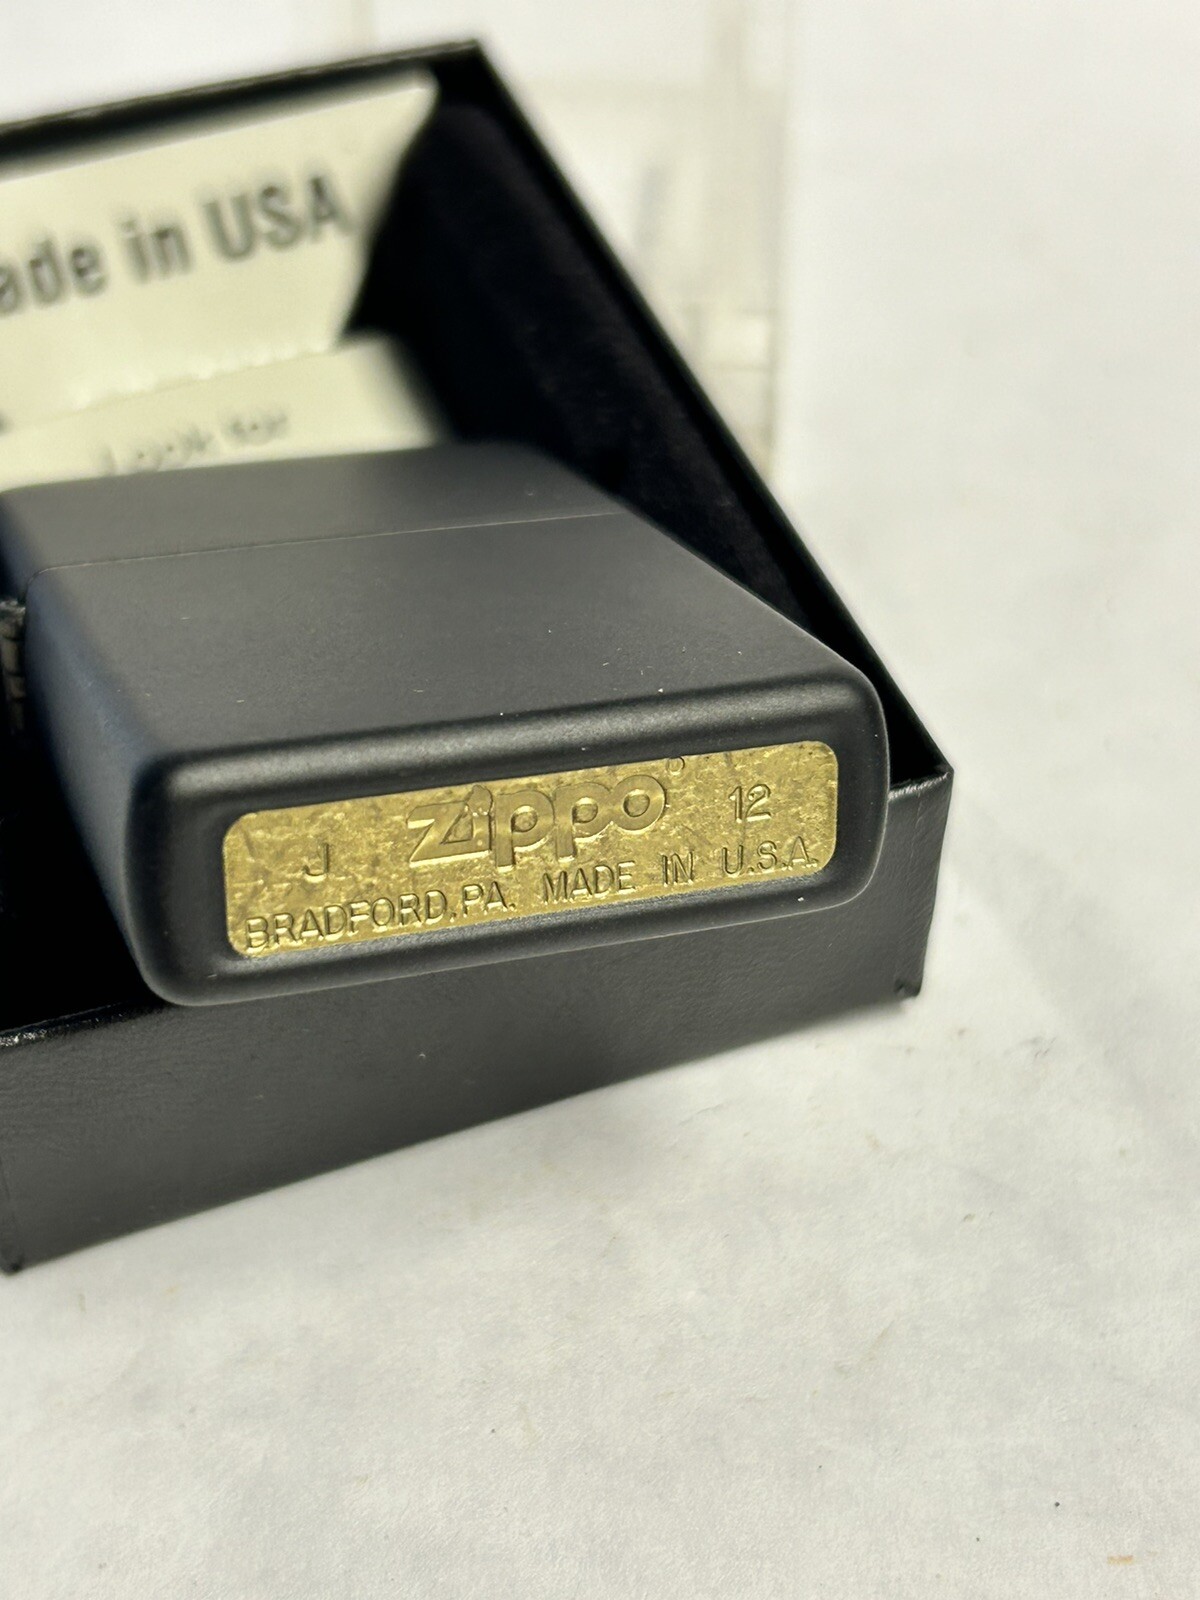 ade in USA
Look for
Zippo®
J 12
BRADFORD, PA. MADE IN U.S.A.